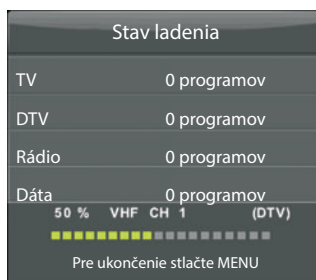 Stav ladenia
TV 0 programov
DTV 0 programov
Rádio 0 programov
Dáta 0 programov
50 % VHF CH 1 (DTV)
Pre ukončenie stlačte MENU